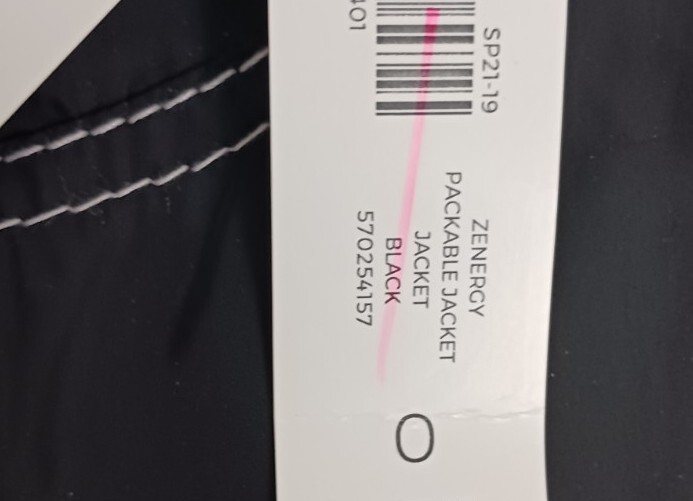 SP21-19
ZENERGY
PACKABLE JACKET
JACKET
BLACK
570254157
0